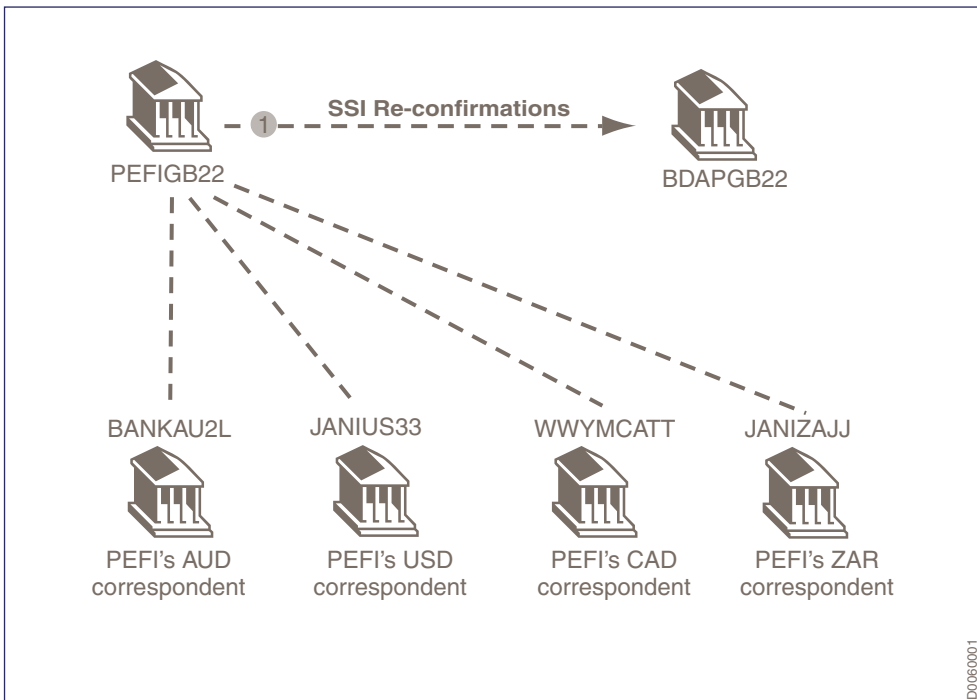 SSI Re-confirmations
1
PEFIGB22
BDAPGB22
BANKAU2L
JANIUS33
WWYMCATT
JANIZAJJ
PEFI's AUD
correspondent
PEFI's USD
correspondent
PEFI's CAD
correspondent
PEFI's ZAR
correspondent
D0060001